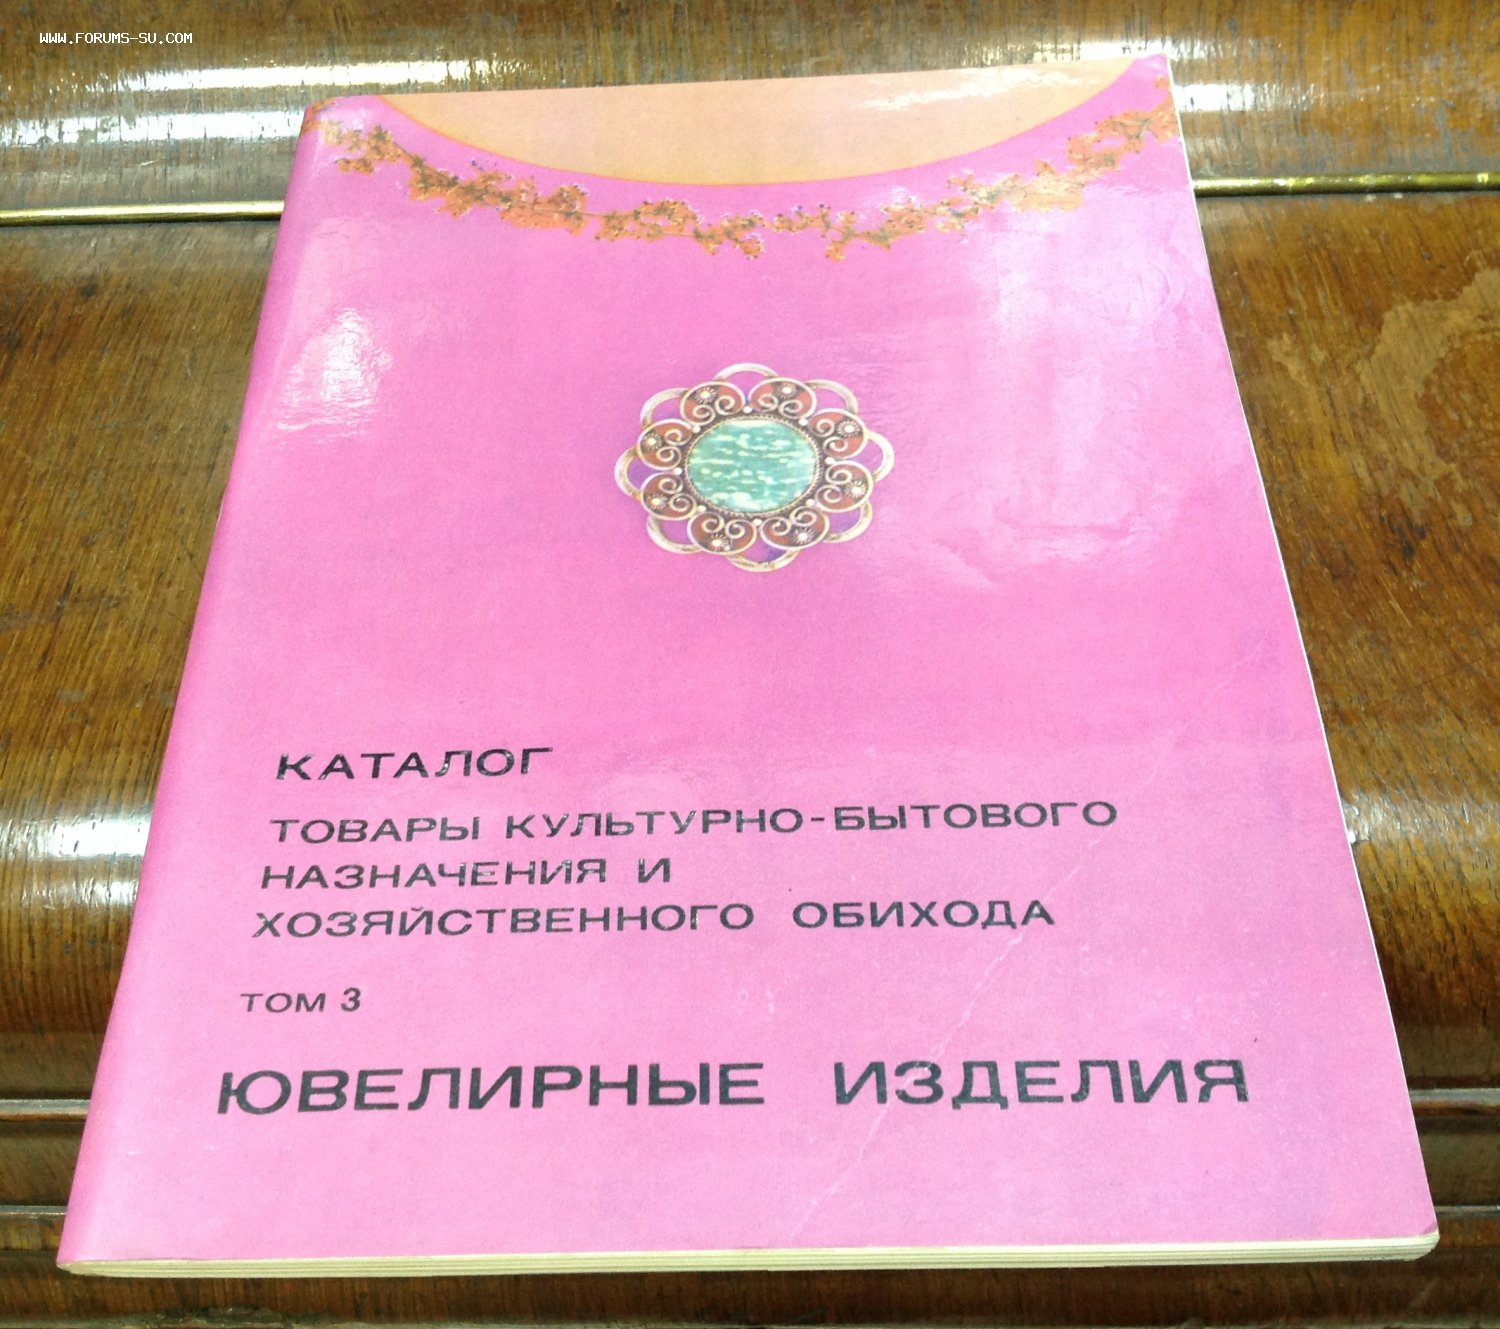 WWW.FORUMS-SU.COM
КАТАЛОГ
ТОВАРЫ КУЛЬТУРНО-БЫТОВОГО
НАЗНАЧЕНИЯ И
ХОЗЯЙСТВЕННОГО ОБИХОДА
ТОМ 3
ЮВЕЛИРНЫЕ ИЗДЕЛИЯ